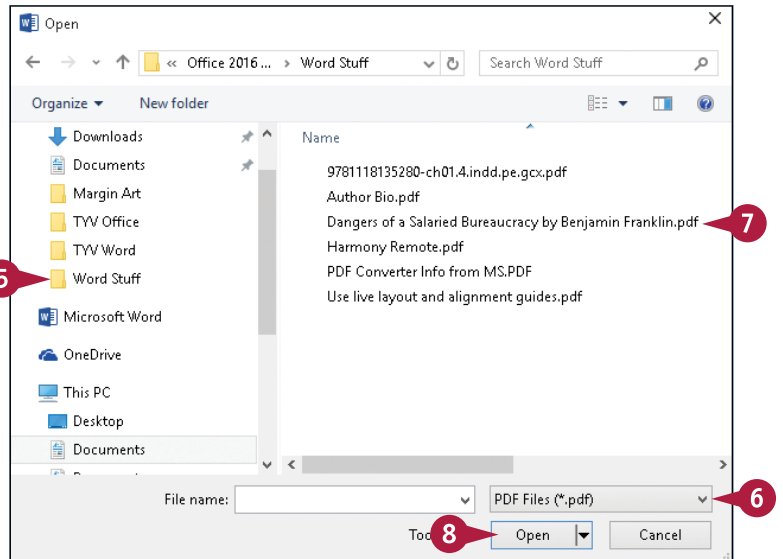 Open
« Office 2016 ... › Word Stuff
Search Word Stuff
Organize
New folder
Downloads
Documents
Margin Art
TYV Office
TYV Word
5
Word Stuff
Microsoft Word
OneDrive
This PC
Desktop
Documents
Name
9781118135280-ch01.4.indd.pe.gcx.pdf
Author Bio.pdf
Dangers of a Salaried Bureaucracy by Benjamin Franklin.pdf
7
Harmony Remote.pdf
PDF Converter Info from MS.PDF
Use live layout and alignment guides.pdf
File name:
PDF Files (*.pdf)
6
8
Open
Cancel